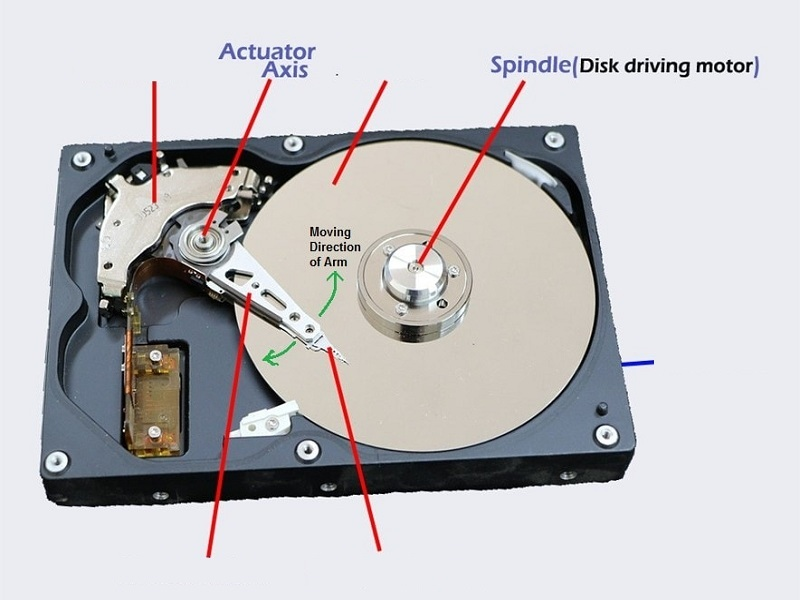 Actuator
Axis
Spindle(Disk driving motor)
Moving
Direction
of Arm